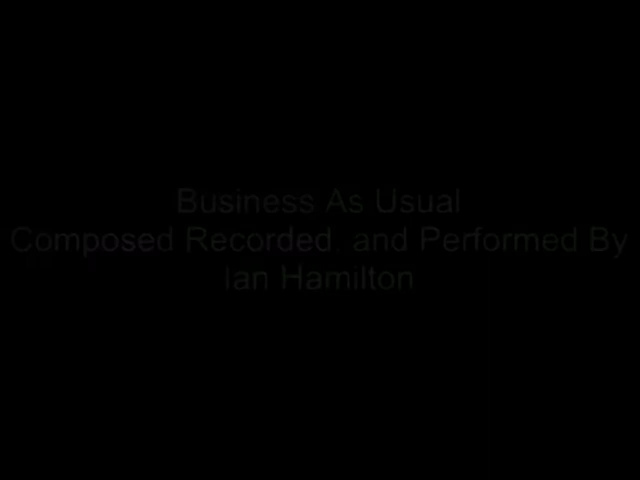 Business As Usual
Composed Recorded, and Performed By
Ian Hamilton